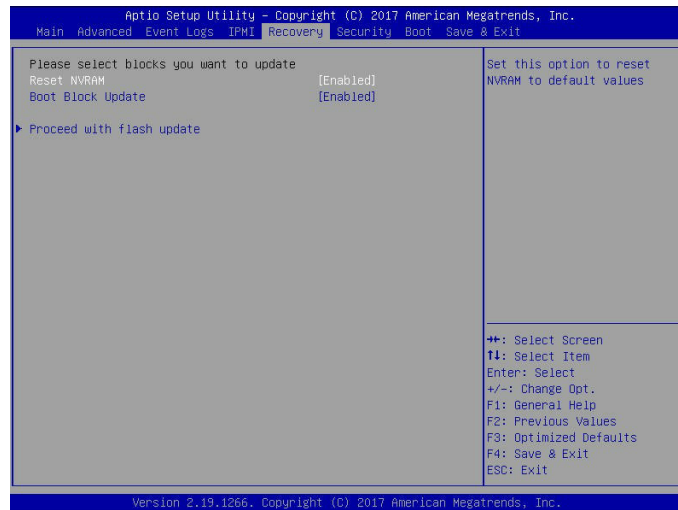 Aptio Setup Utility – Copyright (C) 2017 American Megatrends, Inc.
Main Advanced Event Logs IPMI Recovery Security Boot Save & Exit
Please select blocks you want to update
Reset NVRAM [Enabled]
Boot Block Update [Enabled]
▶ Proceed with flash update
Set this option to reset
NVRAM to default values
→←: Select Screen
↑↓: Select Item
Enter: Select
+/-: Change Opt.
F1: General Help
F2: Previous Values
F3: Optimized Defaults
F4: Save & Exit
ESC: Exit
Version 2.19.1266. Copyright (C) 2017 American Megatrends, Inc.